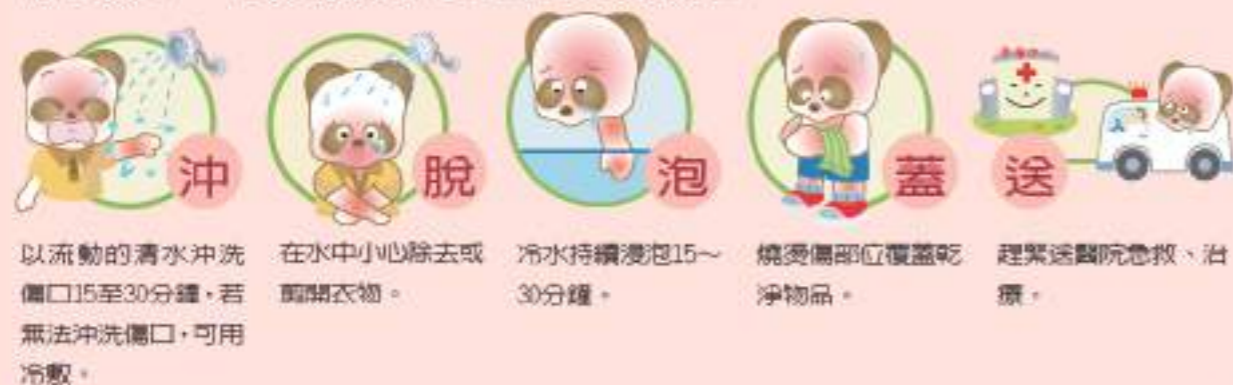 沖
脫
泡
蓋
送
以流動的清水沖洗
傷口15至30分鐘，若
無法沖洗傷口，可用
冷敷。
在水中小心除去或
剪開衣物。
冷水持續浸泡15～
30分鐘。
燒燙傷部位覆蓋乾
淨物品。
趕緊送醫院急救、治
療。